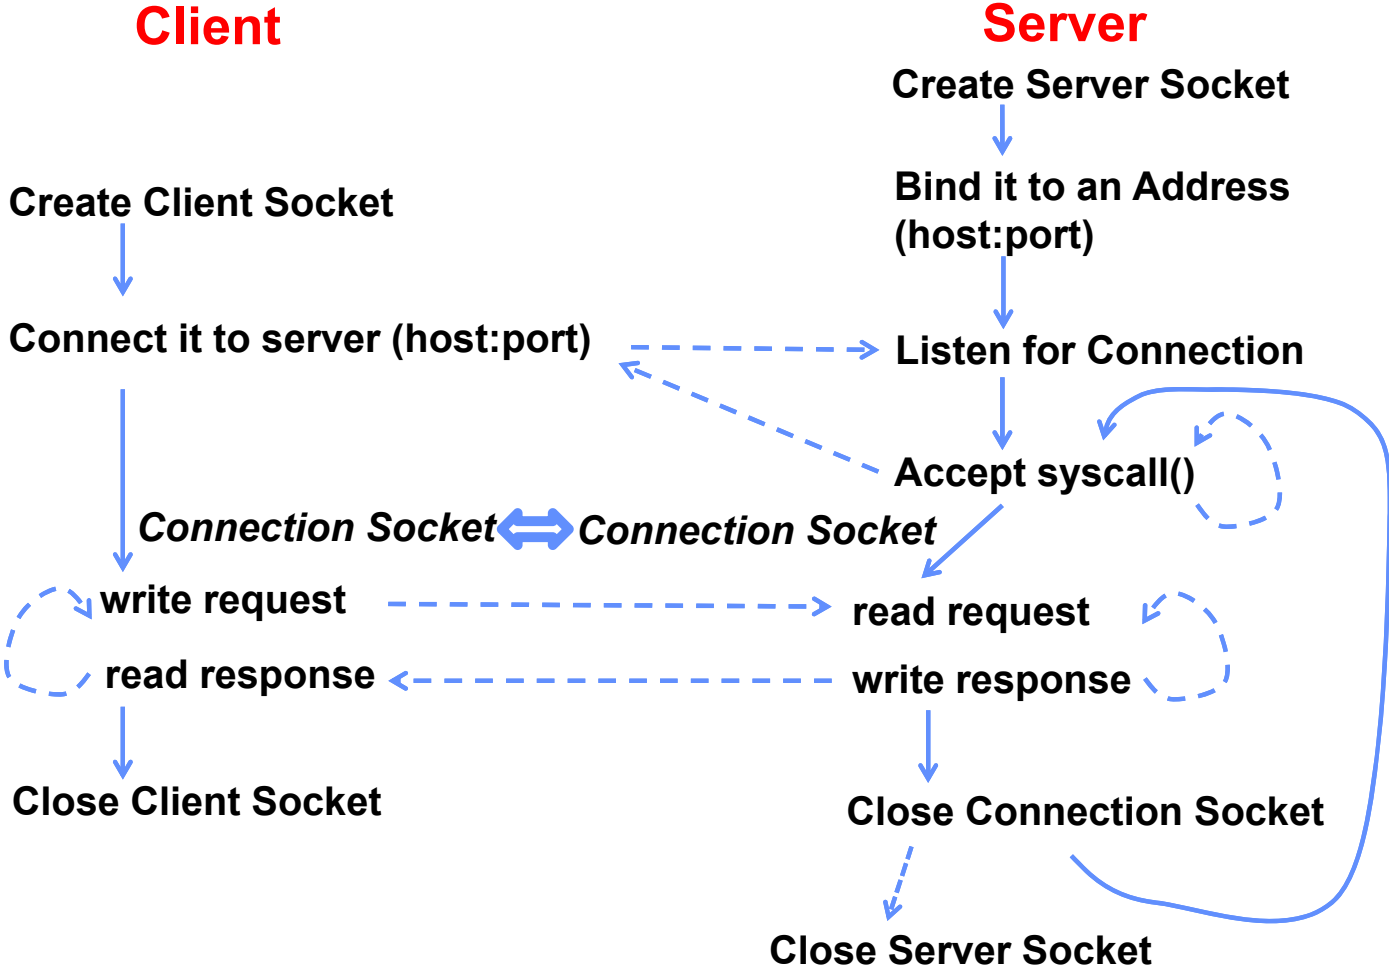 Client
Server
Create Server Socket
Create Client Socket
Bind it to an Address
(host:port)
Connect it to server (host:port)
Listen for Connection
Accept syscall()
Connection Socket
Connection Socket
write request
read request
read response
write response
Close Client Socket
Close Connection Socket
Close Server Socket